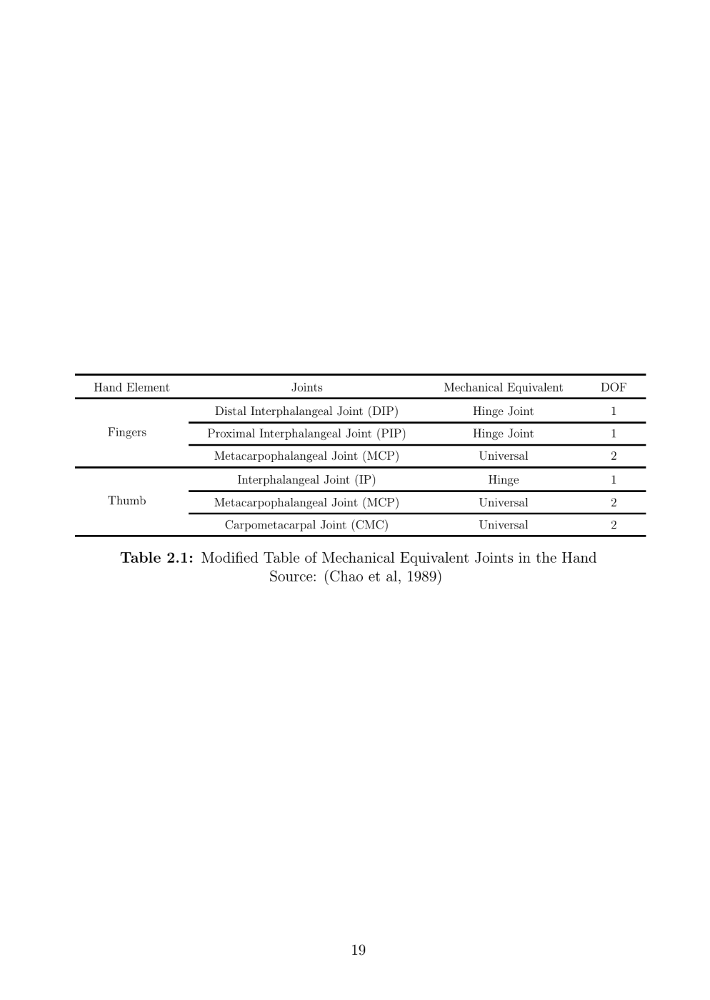 Hand Element Joints Mechanical Equivalent DOF
Distal Interphalangeal Joint (DIP) Hinge Joint 1
Fingers Proximal Interphalangeal Joint (PIP) Hinge Joint 1
Metacarpophalangeal Joint (MCP) Universal 2
Interphalangeal Joint (IP) Hinge 1
Thumb Metacarpophalangeal Joint (MCP) Universal 2
Carpometacarpal Joint (CMC) Universal 2
Table 2.1: Modified Table of Mechanical Equivalent Joints in the Hand
Source: (Chao et al, 1989)
19